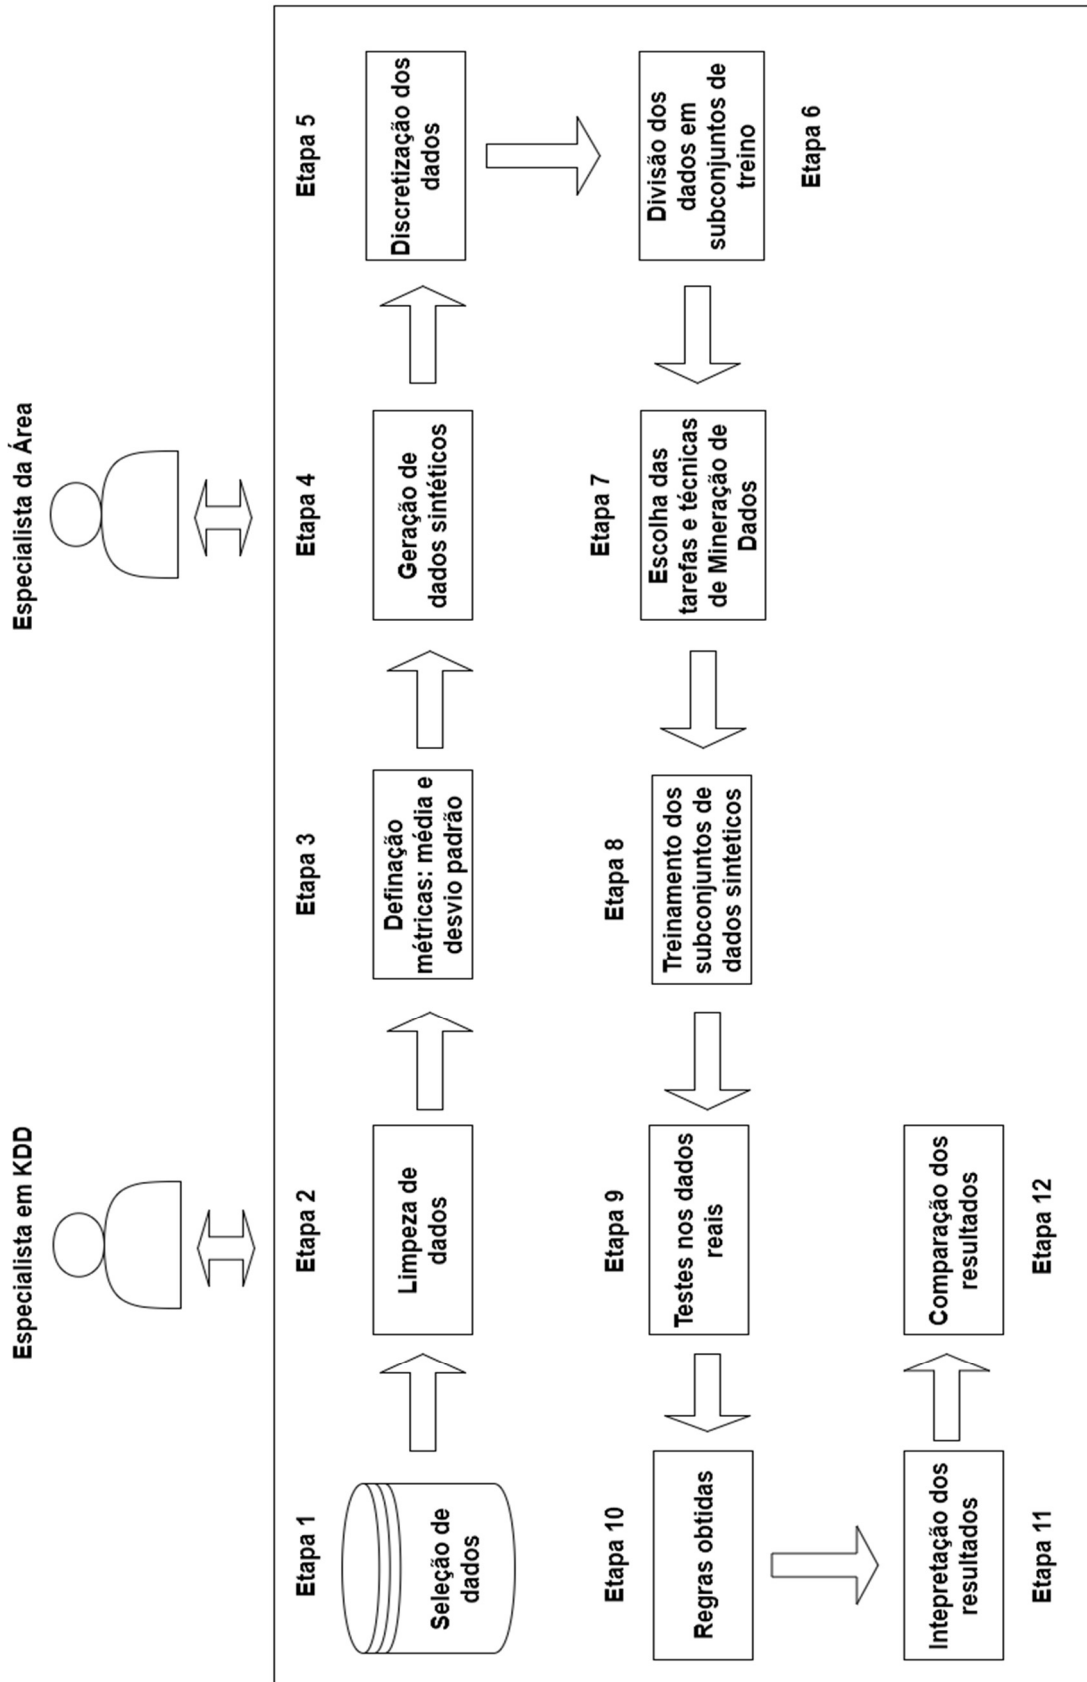 Especialista em KDD
Especialista da Área
Etapa 1
Etapa 2
Etapa 3
Etapa 4
Etapa 5
Seleção de
dados
Limpeza de
dados
Definação
métricas: média e
desvio padrão
Geração de
dados sintéticos
Discretização dos
dados
Etapa 10
Etapa 9
Etapa 8
Etapa 7
Regras obtidas
Testes nos dados
reais
Treinamento dos
subconjuntos de
dados sinteticos
Escolha das
tarefas e técnicas
de Mineração de
Dados
Divisão dos
dados em
subconjuntos de
treino
Etapa 6
Intepretação dos
resultados
Comparação dos
resultados
Etapa 11
Etapa 12